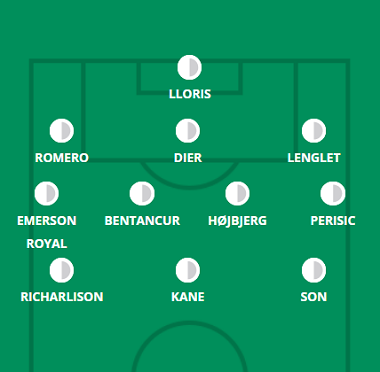 LLORIS
ROMERO DIER LENGLET
EMERSON BENTANCUR HØJBJERG PERISIC
ROYAL
RICHARLISON KANE SON